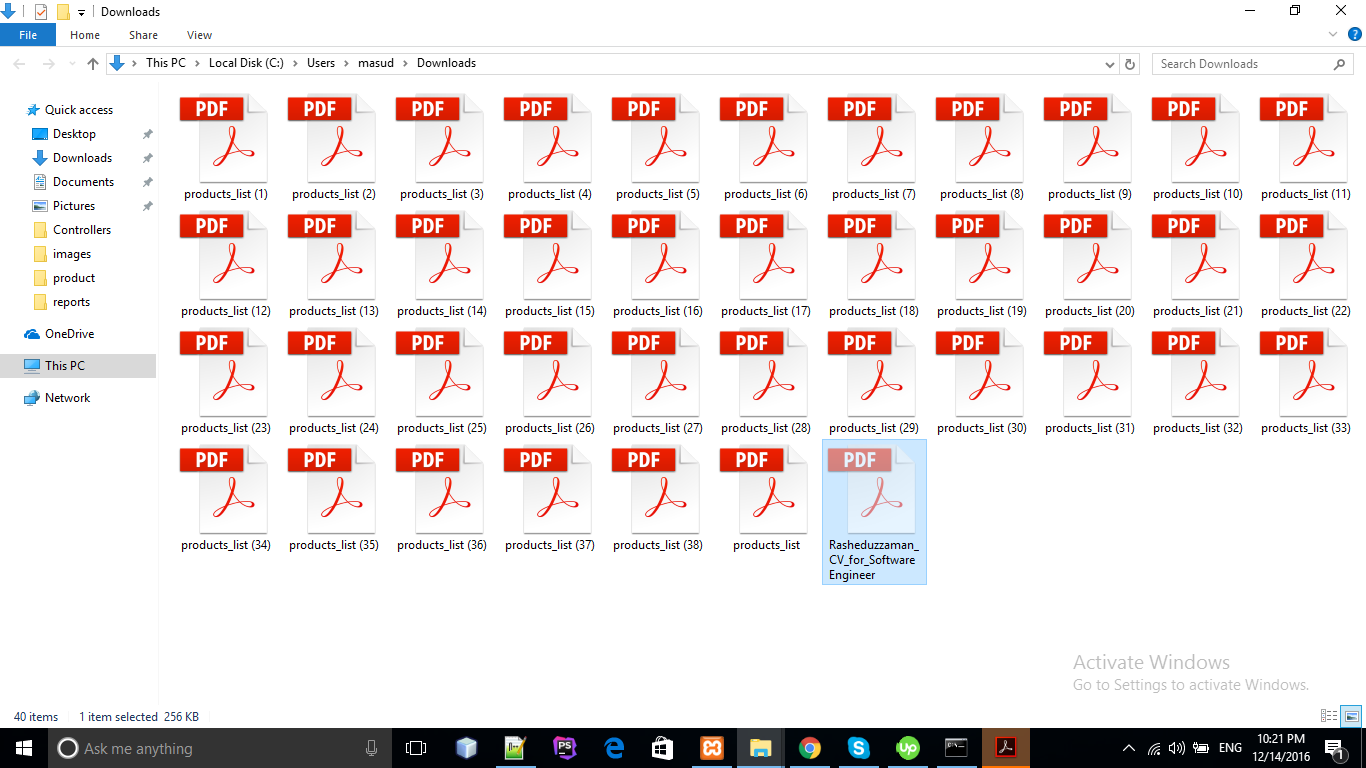 Downloads
File Home Share View
This PC Local Disk (C:) Users masud Downloads
Search Downloads
Quick access
Desktop
Downloads
Documents
Pictures
Controllers
images
product
reports
OneDrive
This PC
Network
PDF PDF PDF PDF PDF PDF PDF PDF PDF PDF PDF
products_list (1) products_list (2) products_list (3) products_list (4) products_list (5) products_list (6) products_list (7) products_list (8) products_list (9) products_list (10) products_list (11)
PDF PDF PDF PDF PDF PDF PDF PDF PDF PDF PDF
products_list (12) products_list (13) products_list (14) products_list (15) products_list (16) products_list (17) products_list (18) products_list (19) products_list (20) products_list (21) products_list (22)
PDF PDF PDF PDF PDF PDF PDF PDF PDF PDF PDF
products_list (23) products_list (24) products_list (25) products_list (26) products_list (27) products_list (28) products_list (29) products_list (30) products_list (31) products_list (32) products_list (33)
PDF PDF PDF PDF PDF PDF PDF
products_list (34) products_list (35) products_list (36) products_list (37) products_list (38) products_list Rasheduzzaman_
CV_for_Software
Engineer
Activate Windows
Go to Settings to activate Windows.
40 items 1 item selected 256 KB
Ask me anything
PS
up
ENG
10:21 PM
12/14/2016
1